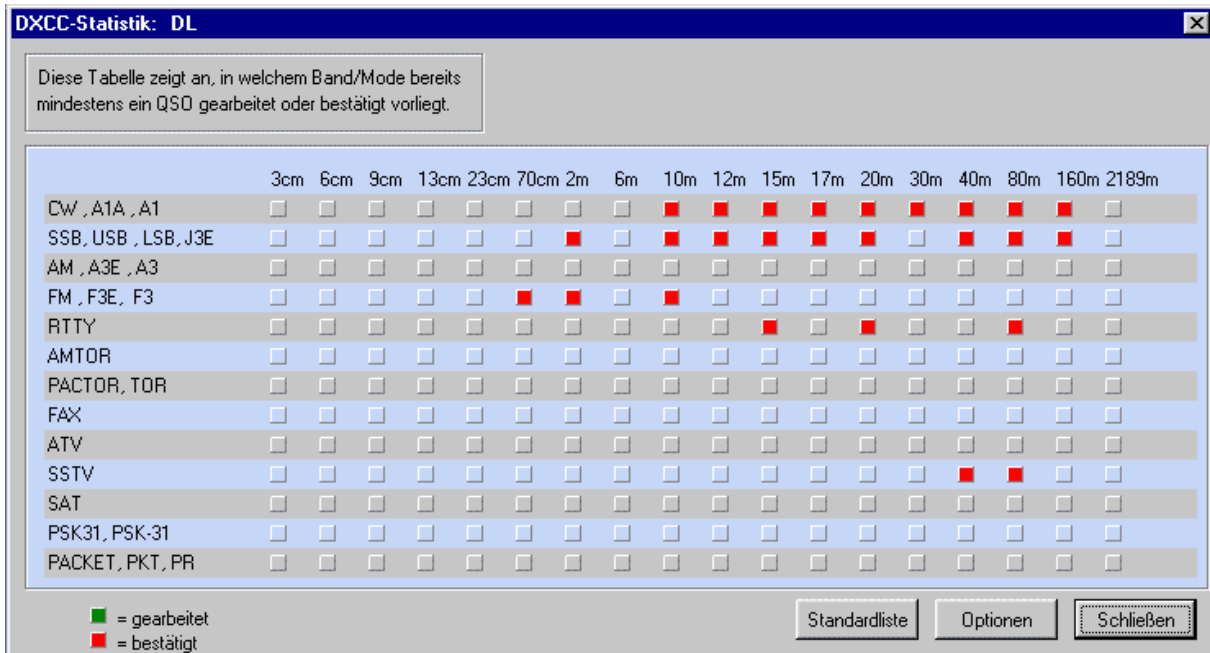 DXCC-Statistik: DL
Diese Tabelle zeigt an, in welchem Band/Mode bereits
mindestens ein QSO gearbeitet oder bestätigt vorliegt.
3cm 6cm 9cm 13cm 23cm 70cm 2m 6m 10m 12m 15m 17m 20m 30m 40m 80m 160m 2189m
CW , A1A , A1
SSB, USB , LSB, J3E
AM , A3E , A3
FM , F3E, F3
RTTY
AMTOR
PACTOR, TOR
FAX
ATV
SSTV
SAT
PSK31, PSK-31
PACKET, PKT, PR
= gearbeitet
= bestätigt
Standardliste Optionen Schließen